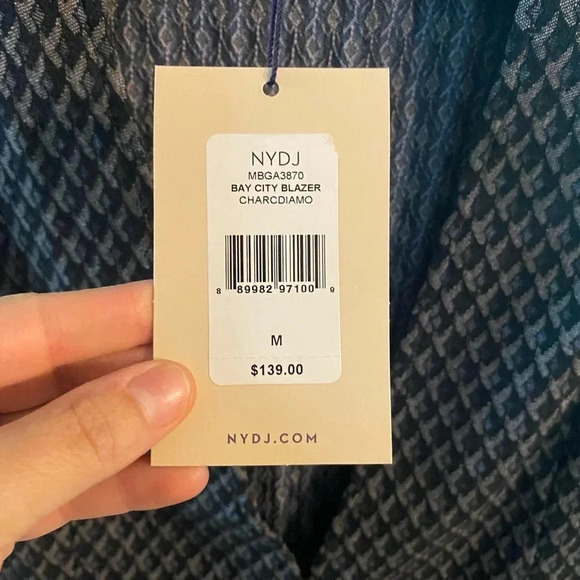 NYDJ
MBGA3870
BAY CITY BLAZER
CHARCDIAMO
8 89982 97100 9
M
$139.00
NYDJ.COM